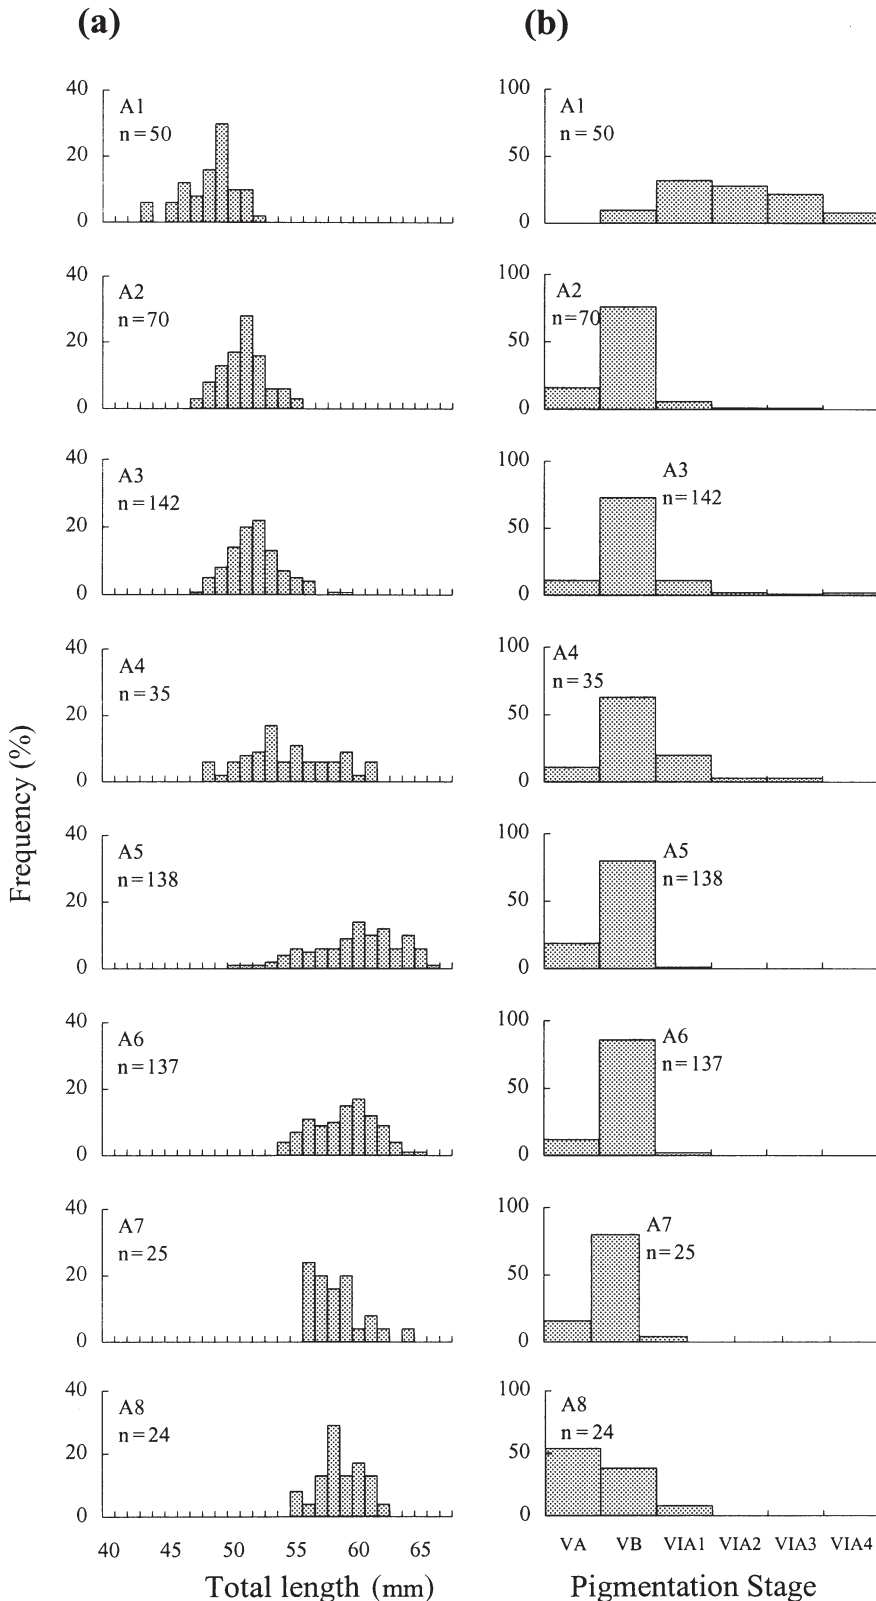 (a) (b)
40 20 0 A1 n=50
100 50 0 A1 n=50
40 20 0 A2 n=70
100 50 0 A2 n=70
40 20 0 A3 n=142
100 50 0 A3 n=142
40 20 0 A4 n=35
100 50 0 A4 n=35
40 20 0 A5 n=138
100 50 0 A5 n=138
40 20 0 A6 n=137
100 50 0 A6 n=137
40 20 0 A7 n=25
100 50 0 A7 n=25
40 20 0 A8 n=24
100 50 0 A8 n=24
Frequency (%)
40 45 50 55 60 65
VA VB VIA1 VIA2 VIA3 VIA4
Total length (mm)
Pigmentation Stage